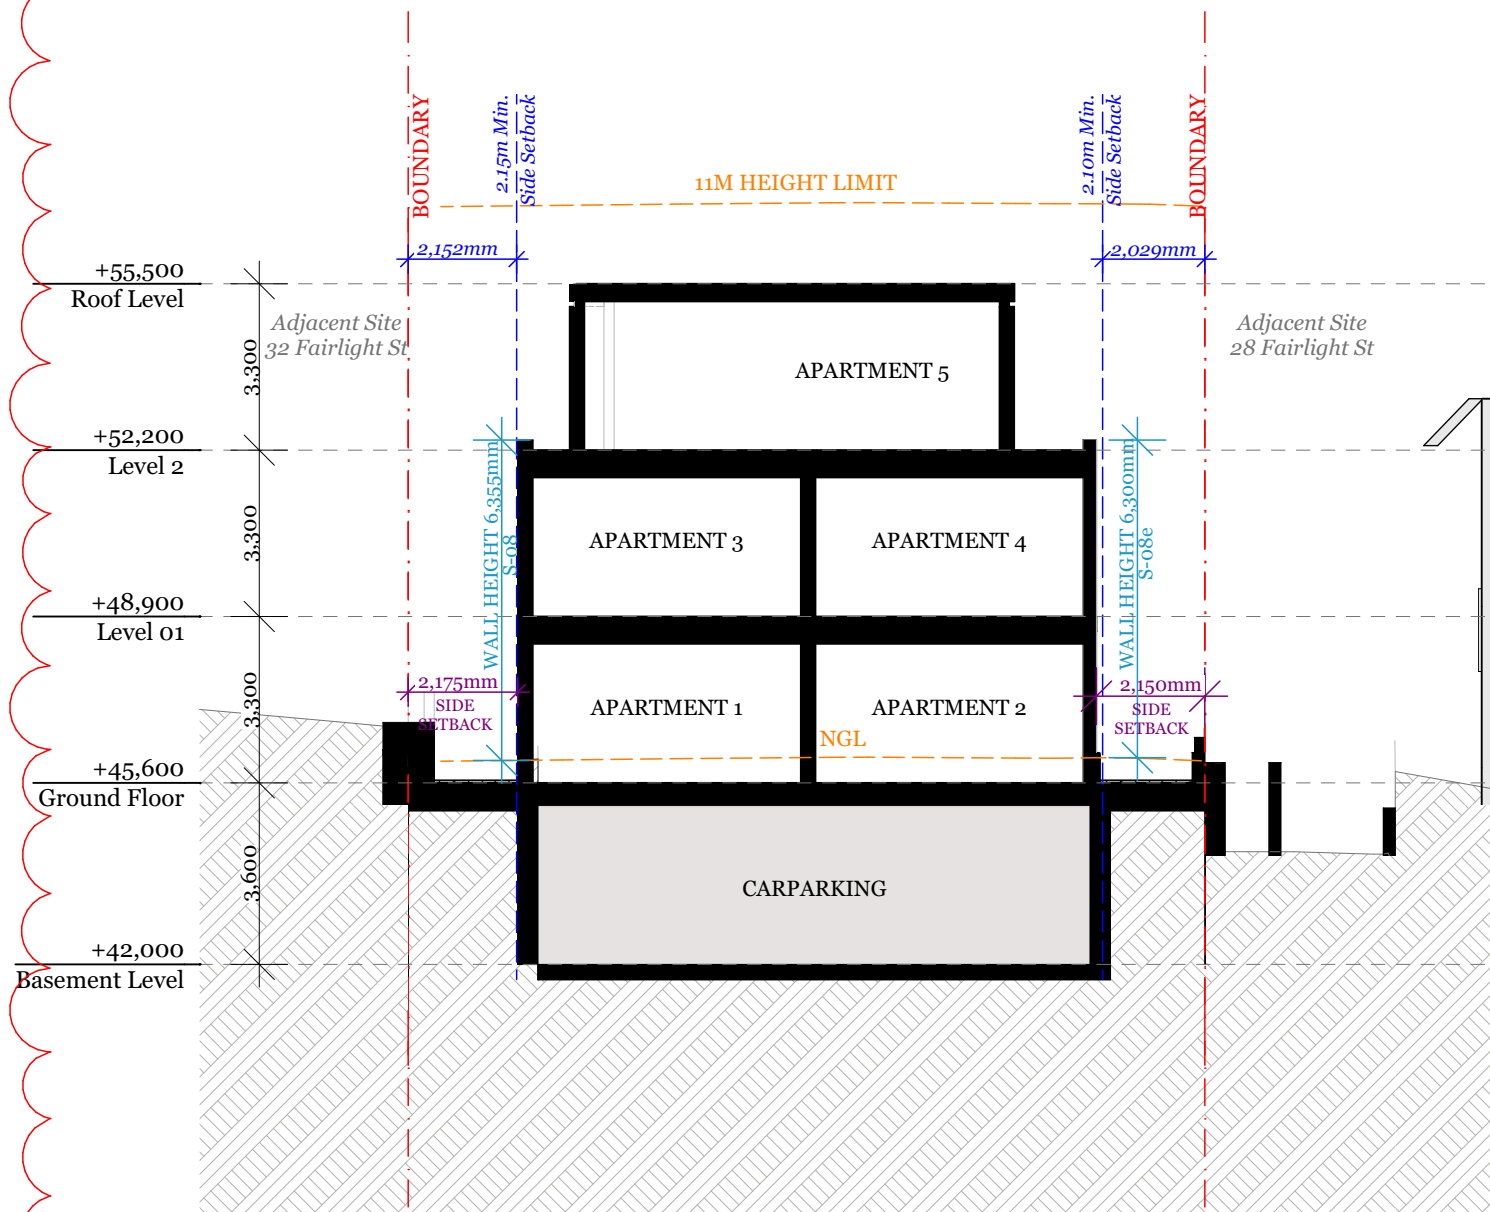 BOUNDARY
2.15m Min.
Side Setback
11M HEIGHT LIMIT
2.10m Min.
Side Setback
BOUNDARY
2,152mm
2,029mm
+55,500
Roof Level
Adjacent Site
32 Fairlight St
Adjacent Site
28 Fairlight St
3,300
APARTMENT 5
+52,200
Level 2
WALL HEIGHT 6,355mm
S-08
WALL HEIGHT 6,300mm
S-08e
3,300
APARTMENT 3
APARTMENT 4
+48,900
Level 01
3,300
2,175mm
SIDE
SETBACK
APARTMENT 1
APARTMENT 2
2,150mm
SIDE
SETBACK
NGL
+45,600
Ground Floor
3,600
CARPARKING
+42,000
Basement Level